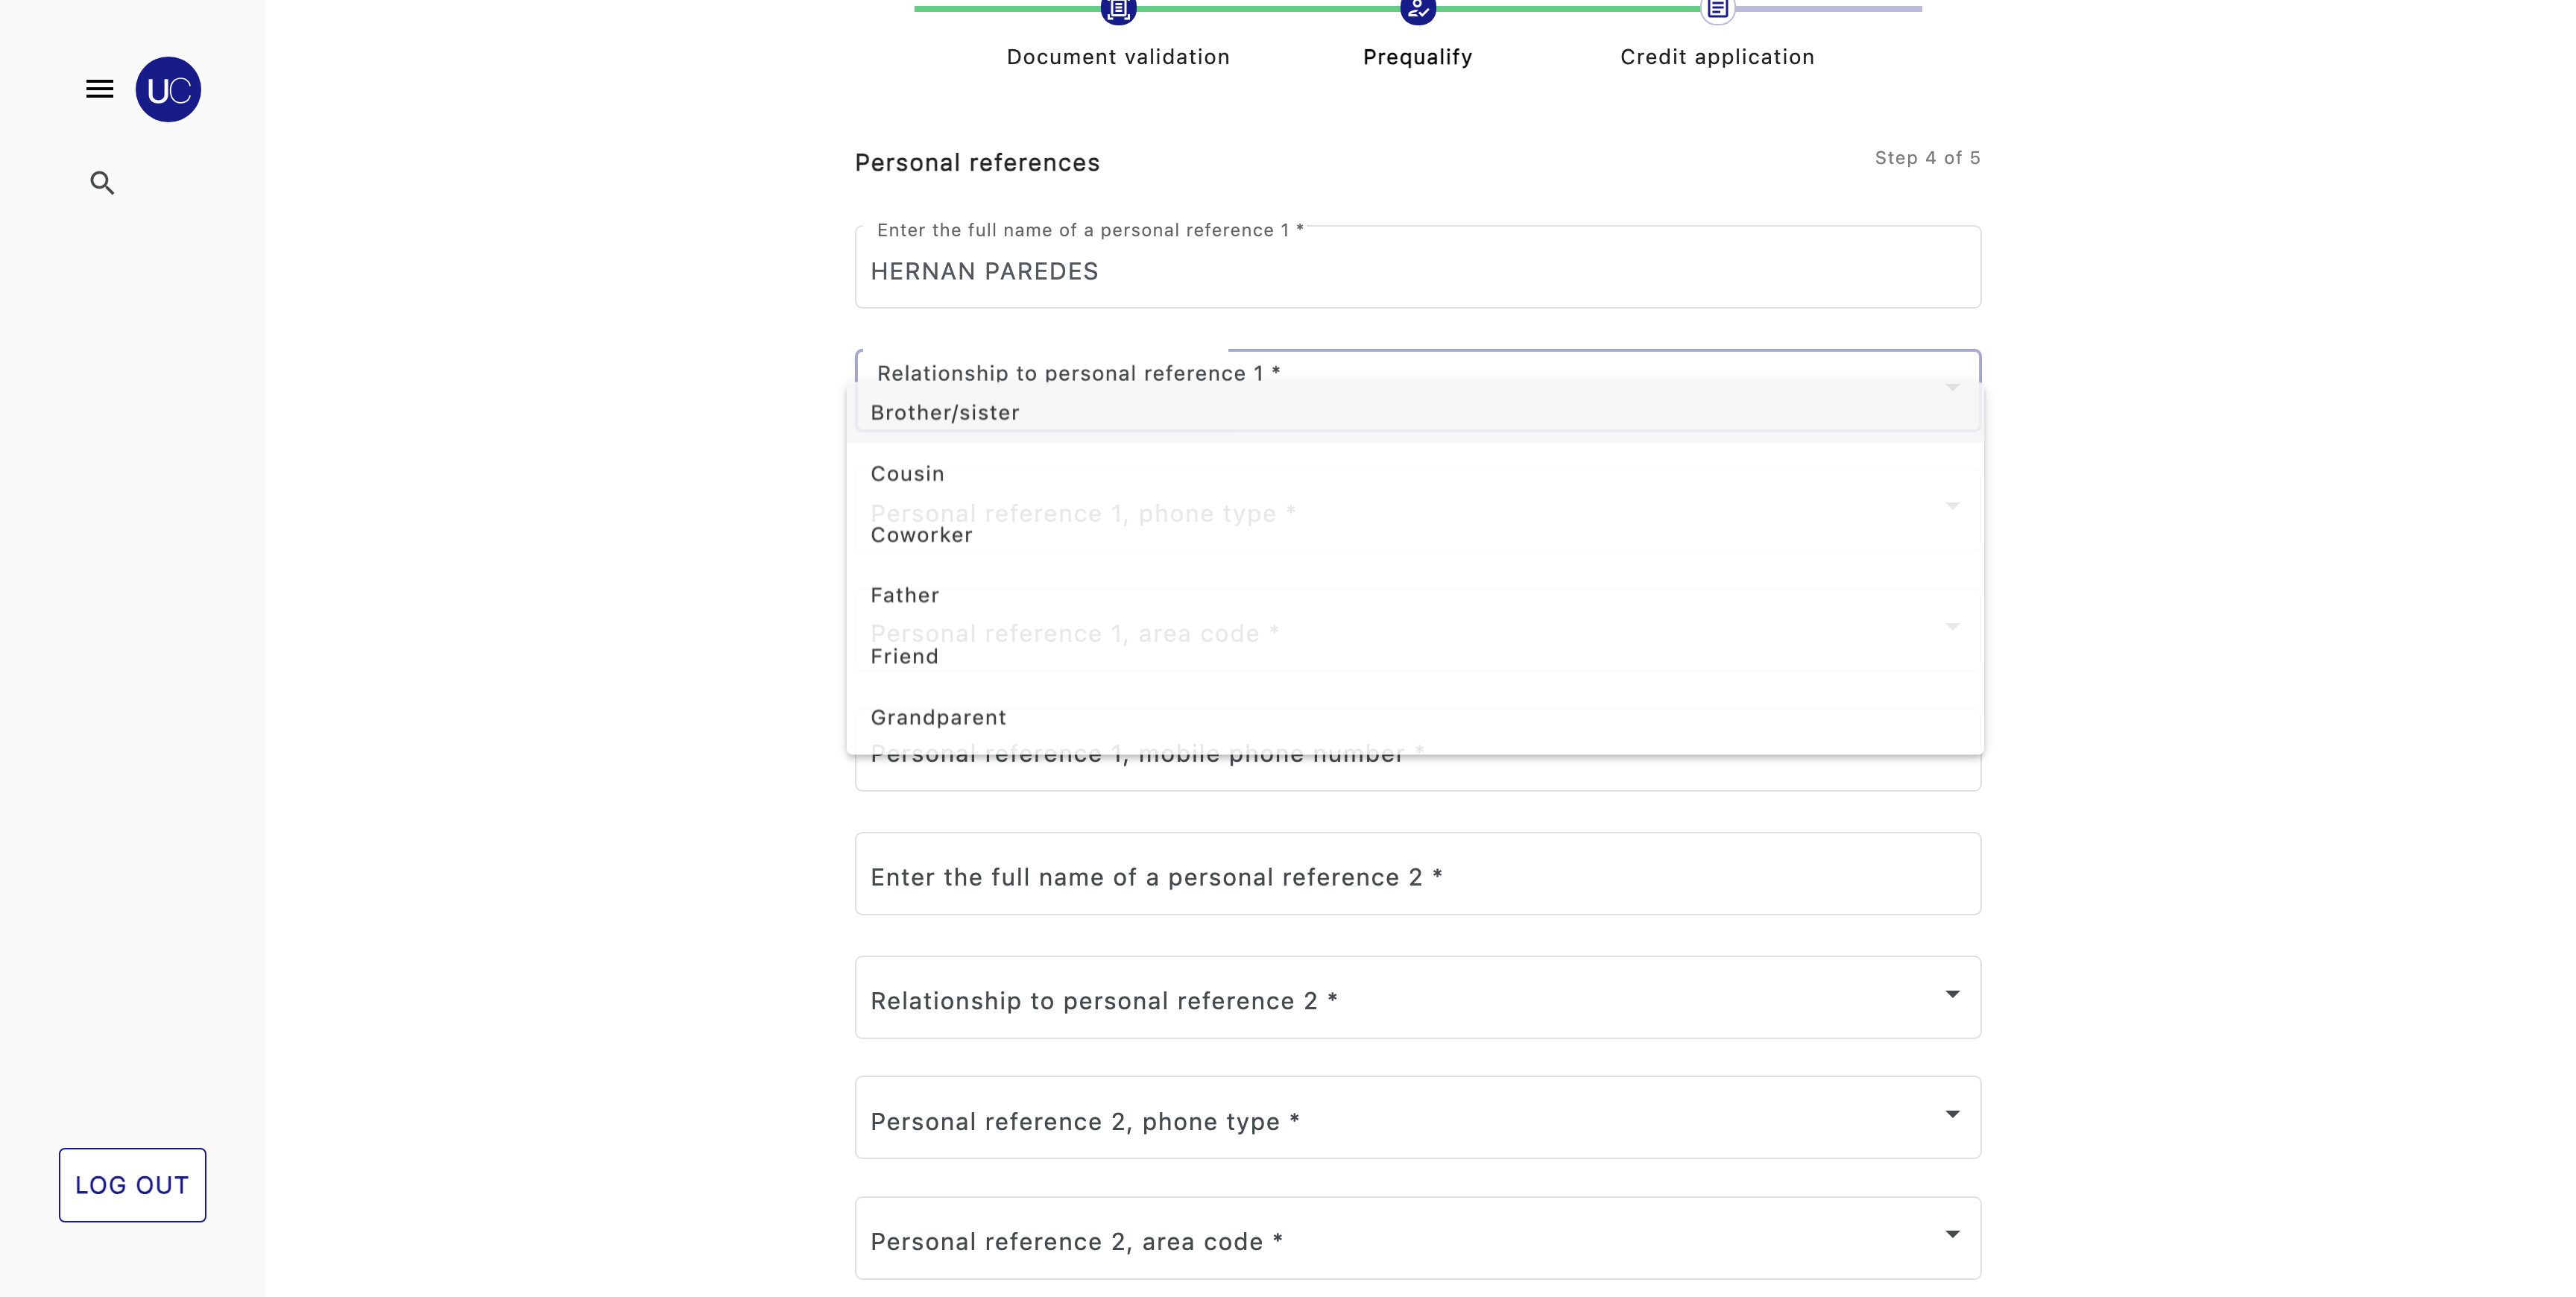 Document validation
Prequalify
Credit application
UC
Personal references
Step 4 of 5
Enter the full name of a personal reference 1 *
HERNAN PAREDES
Relationship to personal reference 1 *
Brother/sister
Cousin
Personal reference 1, phone type *
Coworker
Father
Personal reference 1, area code *
Friend
Grandparent
Personal reference 1, mobile phone number *
Enter the full name of a personal reference 2 *
Relationship to personal reference 2 *
Personal reference 2, phone type *
LOG OUT
Personal reference 2, area code *